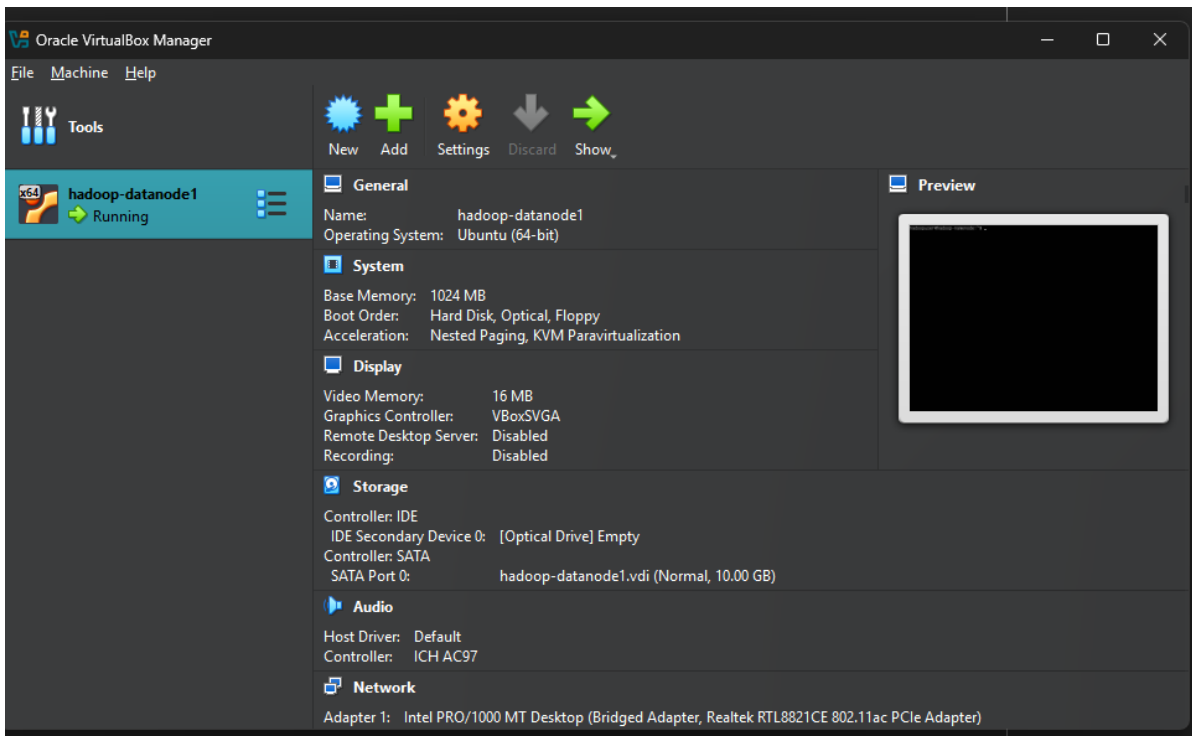 Oracle VirtualBox Manager
File Machine Help
Tools
New Add Settings Discard Show
hadoop-datanode1
Running
x64
General
Name: hadoop-datanode1
Operating System: Ubuntu (64-bit)
System
Base Memory: 1024 MB
Boot Order: Hard Disk, Optical, Floppy
Acceleration: Nested Paging, KVM Paravirtualization
Display
Video Memory: 16 MB
Graphics Controller: VBoxSVGA
Remote Desktop Server: Disabled
Recording: Disabled
Preview
Storage
Controller: IDE
IDE Secondary Device 0: [Optical Drive] Empty
Controller: SATA
SATA Port 0: hadoop-datanode1.vdi (Normal, 10.00 GB)
Audio
Host Driver: Default
Controller: ICH AC97
Network
Adapter 1: Intel PRO/1000 MT Desktop (Bridged Adapter, Realtek RTL8821CE 802.11ac PCIe Adapter)